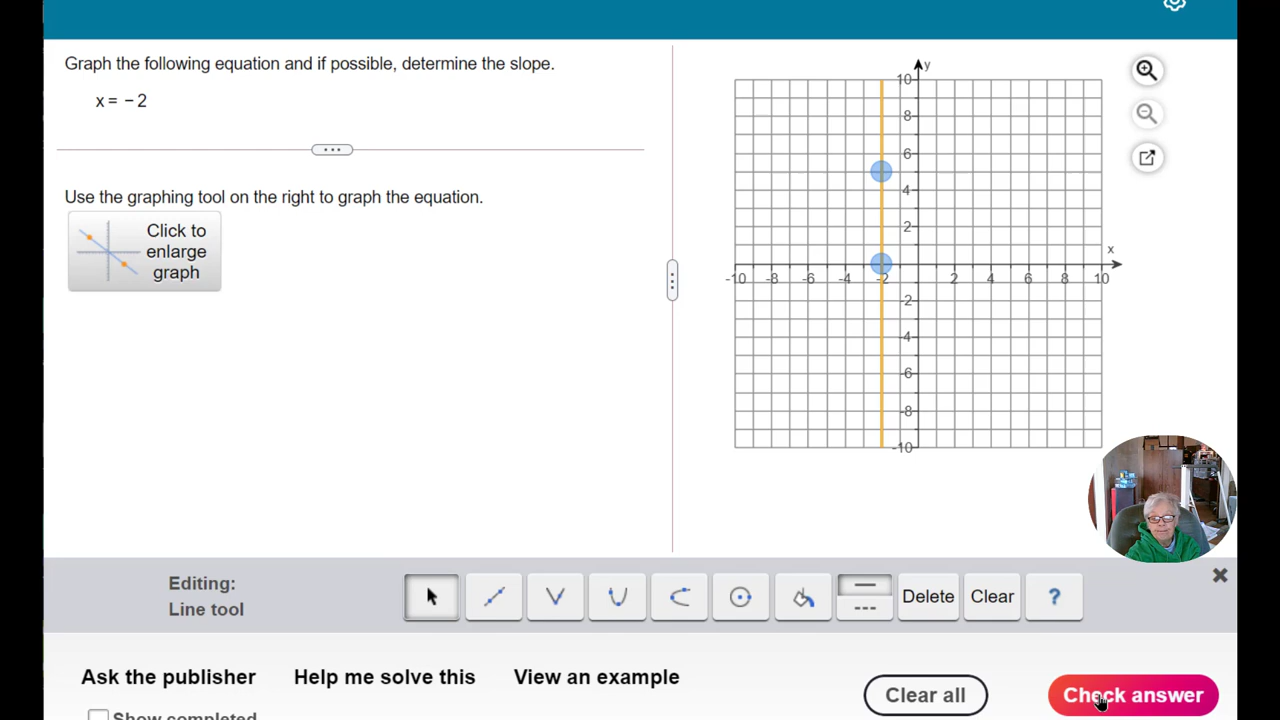 Graph the following equation and if possible, determine the slope.
x = − 2
Use the graphing tool on the right to graph the equation.
Click to
enlarge
graph
y
10
8
6
4
2
x
-10 -8 -6 -4 -2 2 4 6 8 10
-2
-4
-6
-8
-10
Editing:
Line tool
Delete
Clear
?
Ask the publisher
Help me solve this
View an example
Clear all
Check answer
Show completed